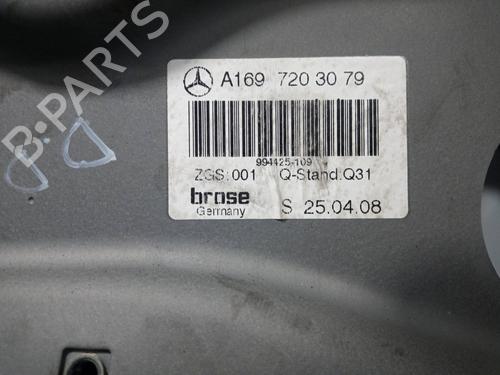 A169 720 30 79
994425-109
ZGS:001 Q-Stand:Q31
brose
Germany S 25.04.08
B-PARTS